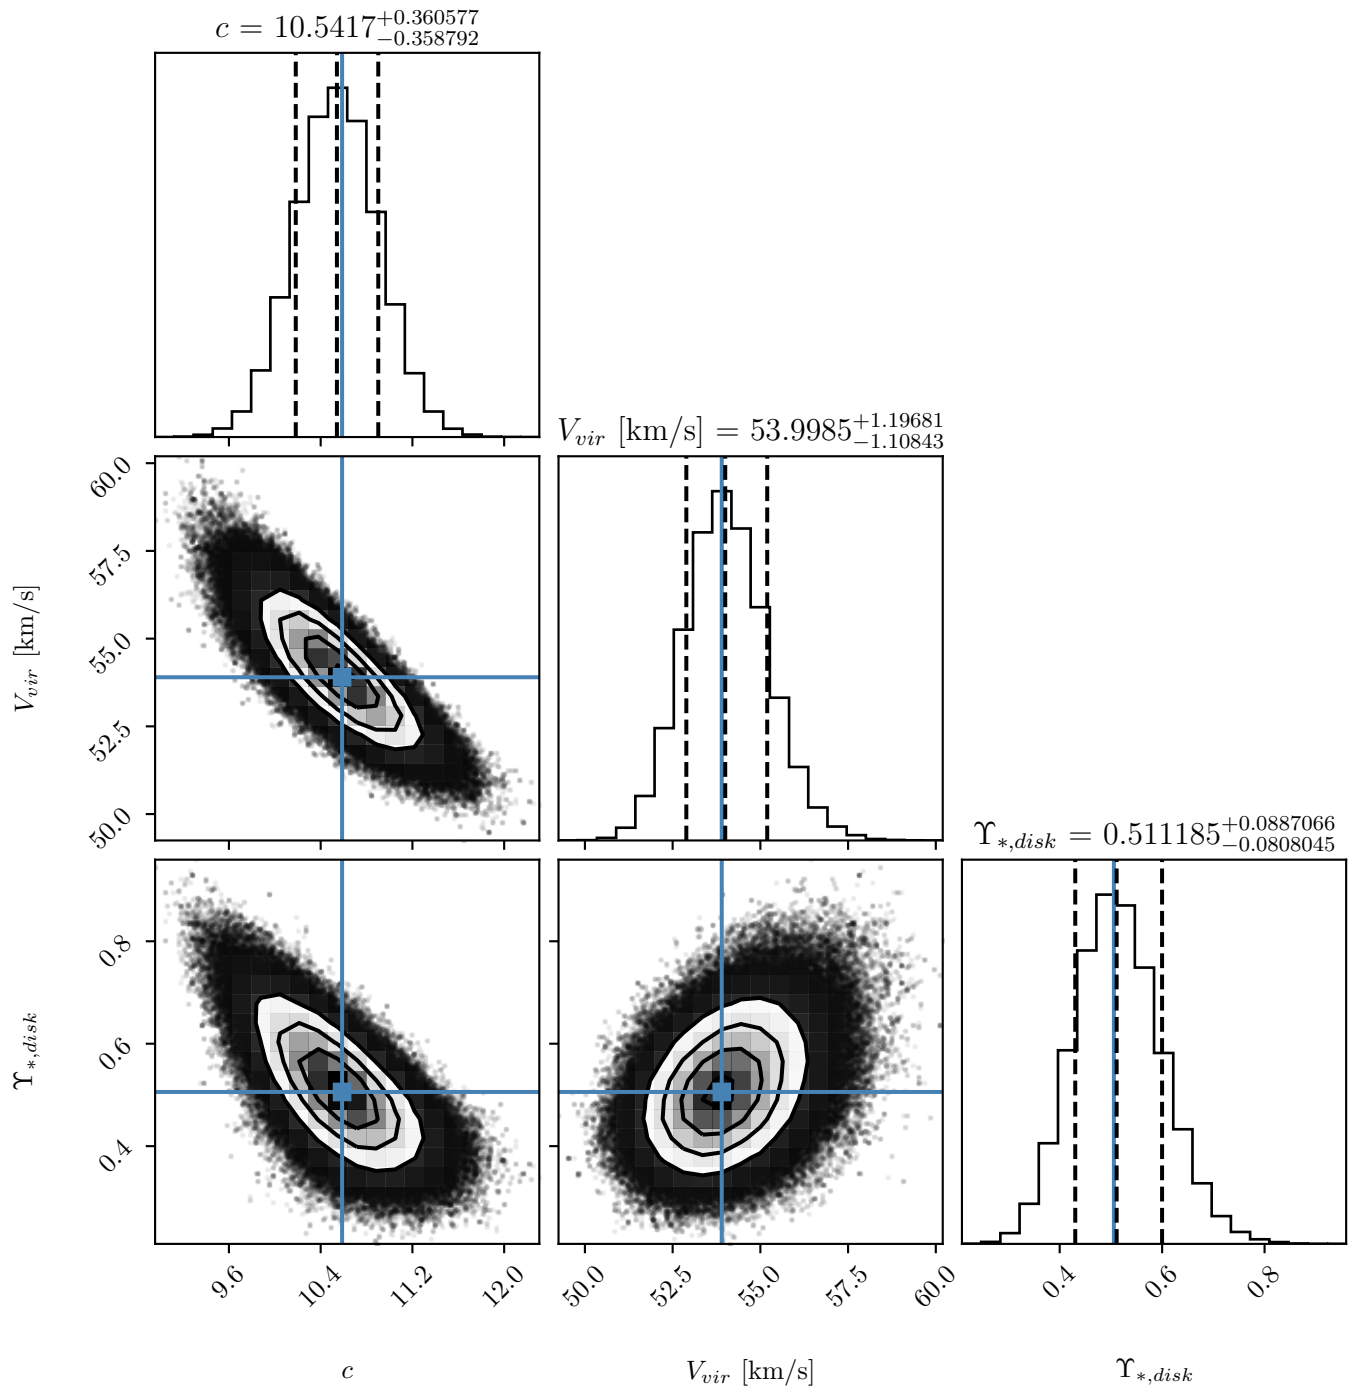 c = 10.5417^{+0.360577}_{-0.358792}
V_{vir} [km/s] = 53.9985^{+1.19681}_{-1.10843}
60.0
57.5
55.0
52.5
50.0
V_{vir} [km/s]
Υ_{*,disk} = 0.511185^{+0.0887066}_{-0.0808045}
0.8
0.6
0.4
Υ_{*,disk}
9.6 10.4 11.2 12.0
50.0 52.5 55.0 57.5 60.0
0.4 0.6 0.8
c
V_{vir} [km/s]
Υ_{*,disk}